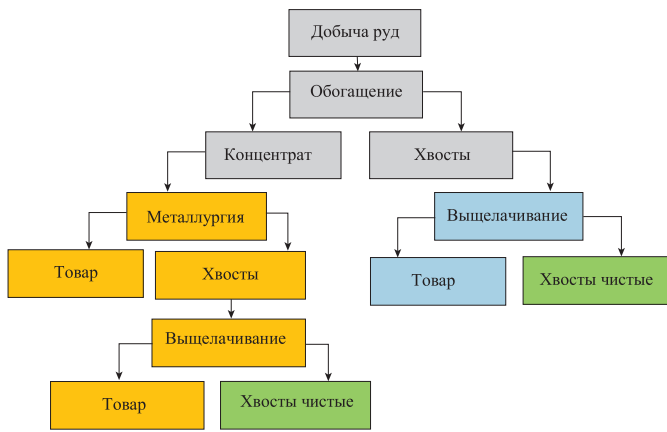 Добыча руд
Обогащение
Концентрат
Хвосты
Металлургия
Выщелачивание
Товар
Хвосты
Товар
Хвосты чистые
Выщелачивание
Товар
Хвосты чистые